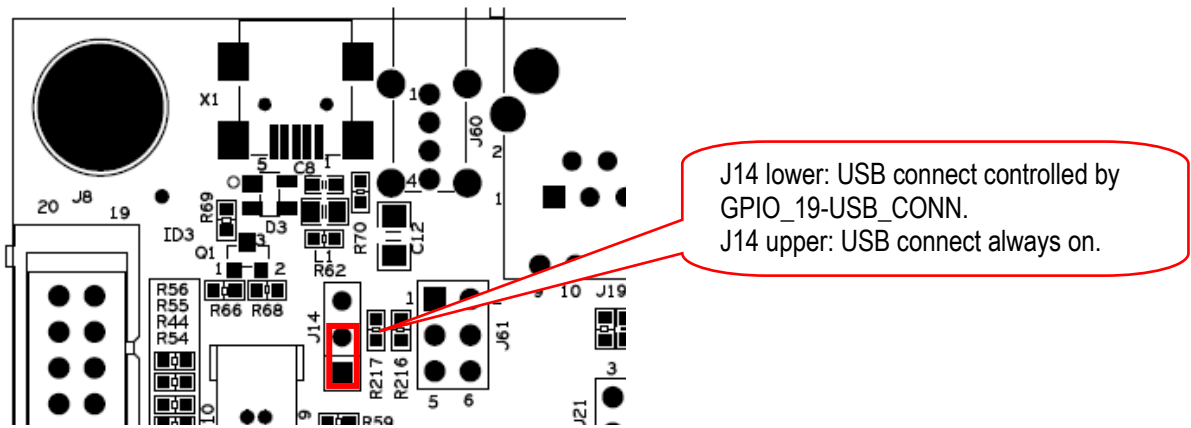 X1
1
J60
2
5
C8
1
4
1
20
J8
19
R69
ID3
D3
R70
C12
Q1
3
L1
1
2
R62
R56
R55
R44
R54
R66
R68
J14
1
J61
9
10
J19
R217
R216
5
6
3
J21
10
9
R59
J14 lower: USB connect controlled by
GPIO_19-USB_CONN.
J14 upper: USB connect always on.